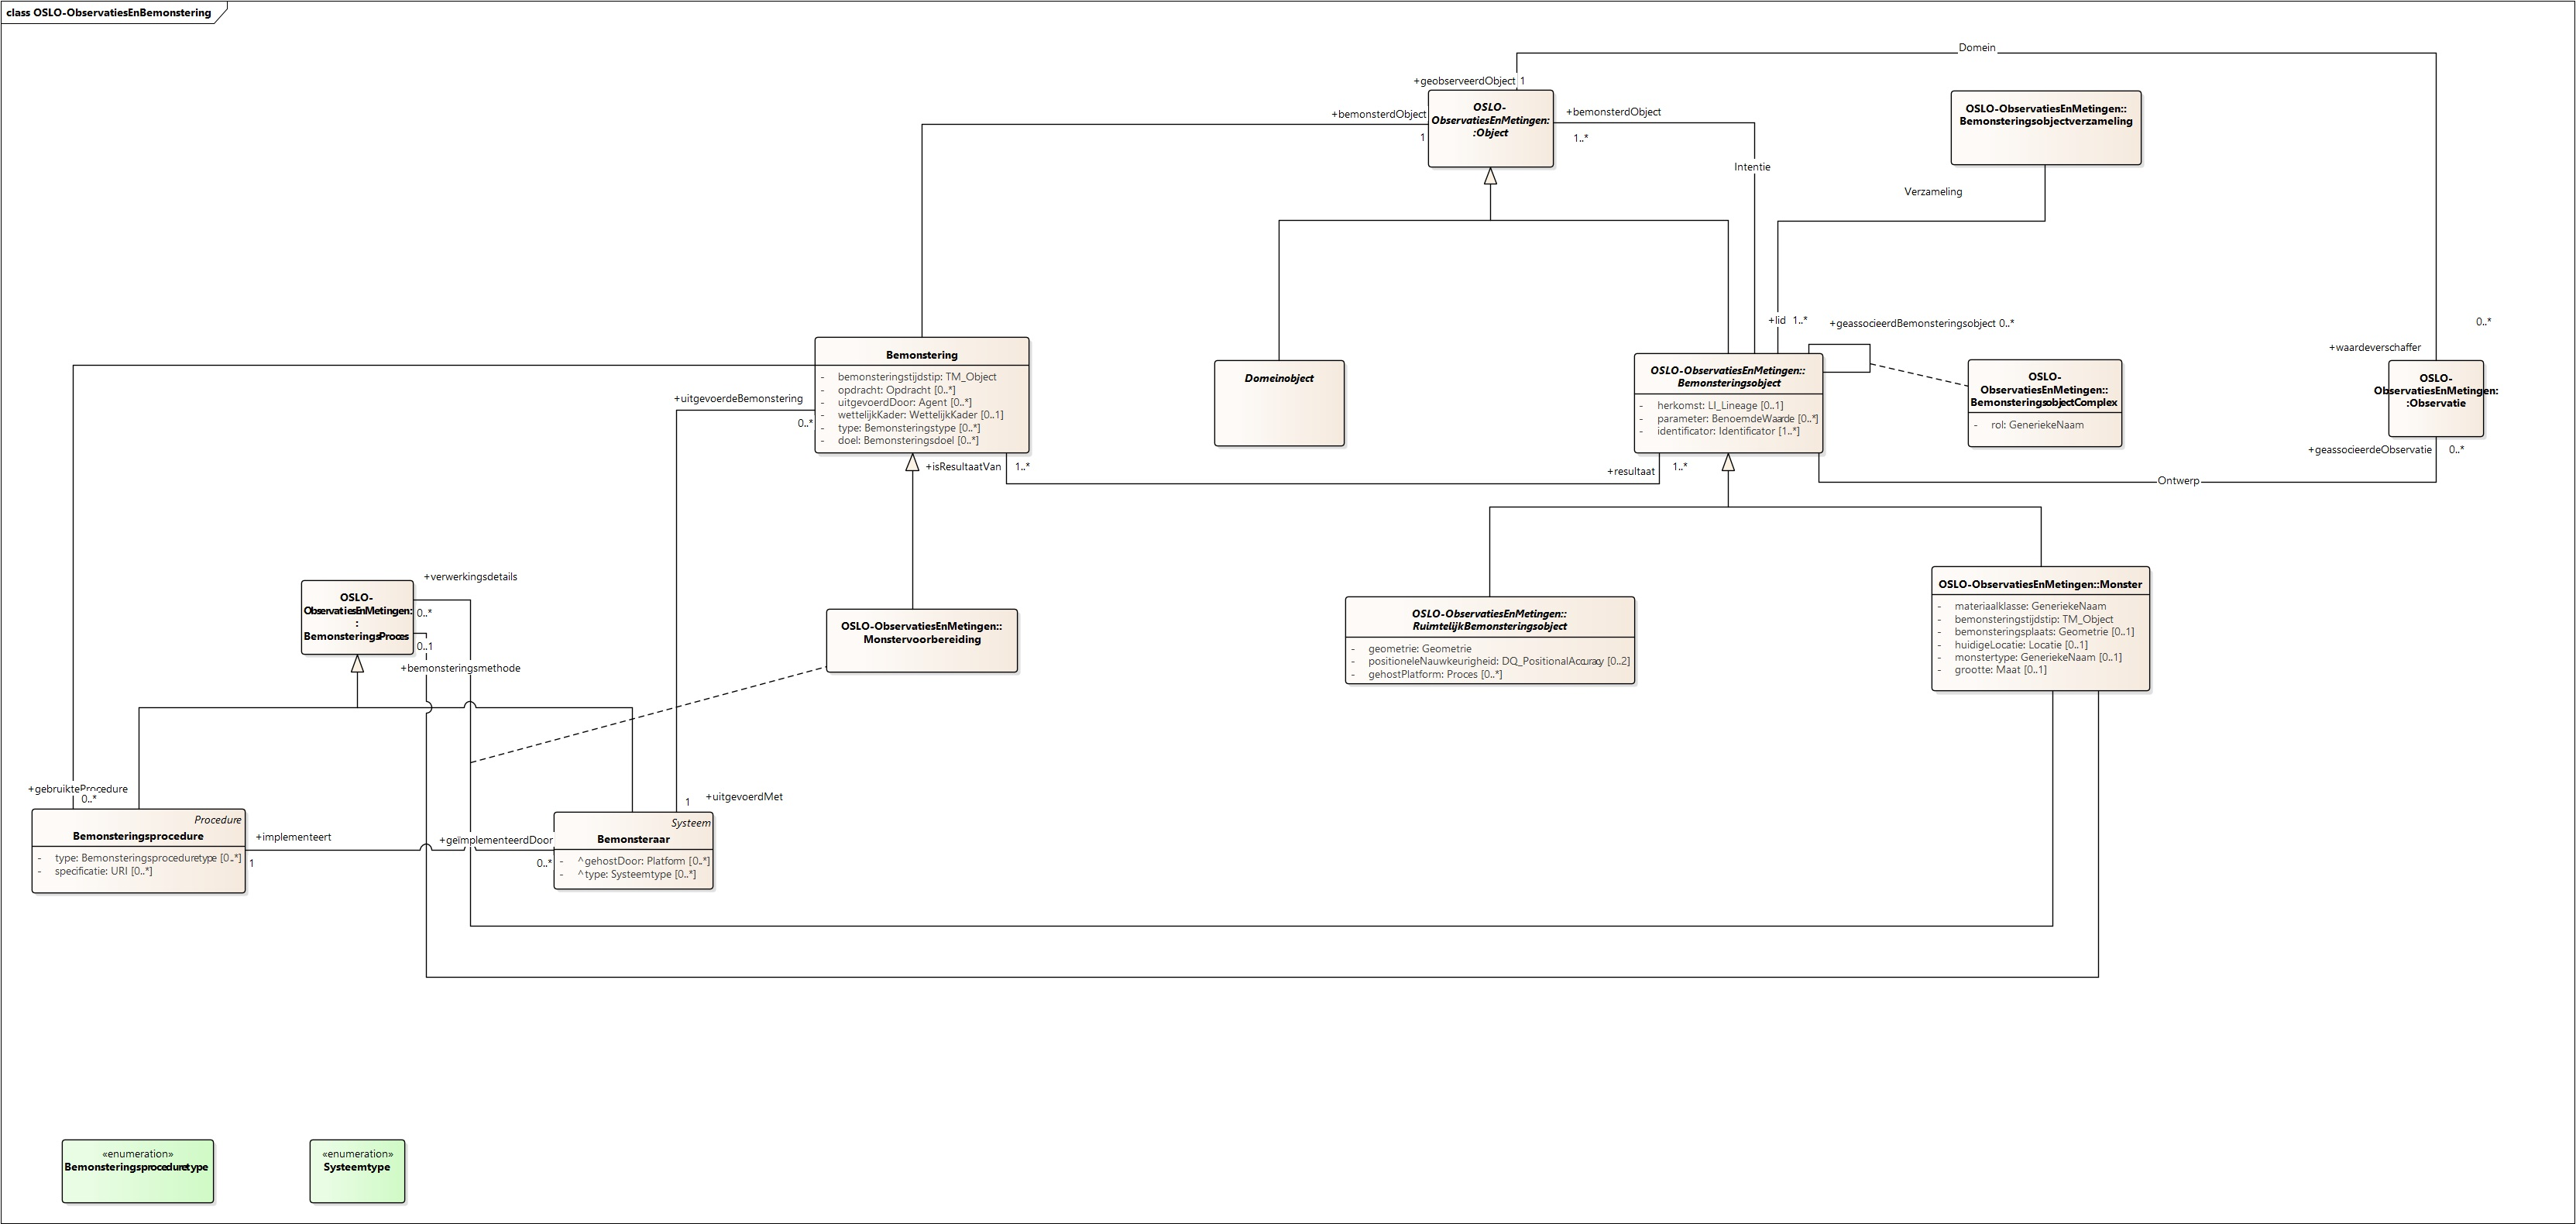 class OSLO-ObservatiesEnBemonstering
Domein
+geobserveerdObject 1
+bemonsterdObject
1
OSLO-
ObservatiesEnMetingen:
:Object
+bemonsterdObject
1..*
Intentie
OSLO-ObservatiesEnMetingen::
Bemonsteringsobjectverzameling
Verzameling
+lid 1..*
+geassocieerdBemonsteringsobject 0..*
0..*
+waardeverschaffer
Bemonstering
- bemonsteringstijdstip: TM_Object
- opdracht: Opdracht [0..*]
- uitgevoerdDoor: Agent [0..*]
- wettelijkKader: WettelijkKader [0..1]
- type: Bemonsteringstype [0..*]
- doel: Bemonsteringsdoel [0..*]
+uitgevoerdeBemonstering
0..*
+isResultaatVan 1..*
Domeinobject
OSLO-ObservatiesEnMetingen::
Bemonsteringsobject
- herkomst: LI_Lineage [0..1]
- parameter: BenoemdeWaarde [0..*]
- identificator: Identificator [1..*]
+resultaat 1..*
OSLO-
ObservatiesEnMetingen::
BemonsteringsobjectComplex
- rol: GeneriekeNaam
OSLO-
ObservatiesEnMetingen:
:Observatie
+geassocieerdeObservatie 0..*
Ontwerp
OSLO-
ObservatiesEnMetingen:
:
BemonsteringsProces
+verwerkingsdetails
0..*
0..1
+bemonsteringsmethode
OSLO-ObservatiesEnMetingen::
Monstervoorbereiding
OSLO-ObservatiesEnMetingen::
RuimtelijkBemonsteringsobject
- geometrie: Geometrie
- positioneleNauwkeurigheid: DQ_PositionalAccuracy [0..2]
- gehostPlatform: Proces [0..*]
OSLO-ObservatiesEnMetingen::Monster
- materiaalklasse: GeneriekeNaam
- bemonsteringstijdstip: TM_Object
- bemonsteringsplaats: Geometrie [0..1]
- huidigeLocatie: Locatie [0..1]
- monstertype: GeneriekeNaam [0..1]
- grootte: Maat [0..1]
+gebruikteProcedure
0..*
Procedure
Bemonsteringsprocedure
- type: Bemonsteringsproceduretype [0..*]
- specificatie: URI [0..*]
+implementeert
1
+geïmplementeerdDoor
0..*
1 +uitgevoerdMet
Systeem
Bemonsteraar
- ^gehostDoor: Platform [0..*]
- ^type: Systeemtype [0..*]
«enumeration»
Bemonsteringsproceduretype
«enumeration»
Systeemtype